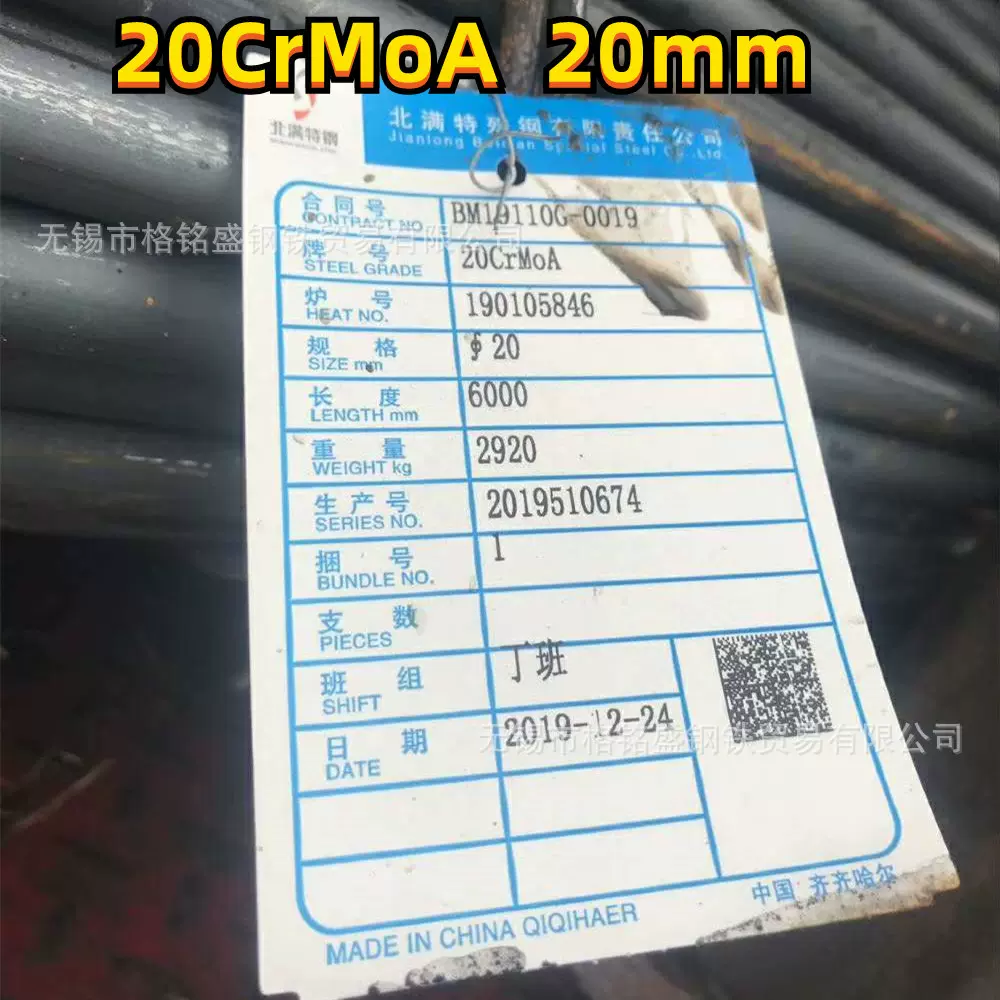 20CrMoA 20mm
北满特钢
北满特殊钢有限责任公司
Jianlong Beiman Special Steel Co.,Ltd.
合同号 BM19110G-0019
CONTRACT NO
无锡市格铭盛钢铁贸易有限公司
牌号 20CrMoA
STEEL GRADE
炉号 190105846
HEAT NO.
规格 ∮20
SIZE mm
长度 6000
LENGTH mm
重量 2920
WEIGHT kg
生产号 2019510674
SERIES NO.
捆号 1
BUNDLE NO.
支数
PIECES
班组 丁班
SHIFT
日期 2019-12-24
DATE
无锡市格铭盛钢铁贸易有限公司
中国 齐齐哈尔
MADE IN CHINA QIQIHAER